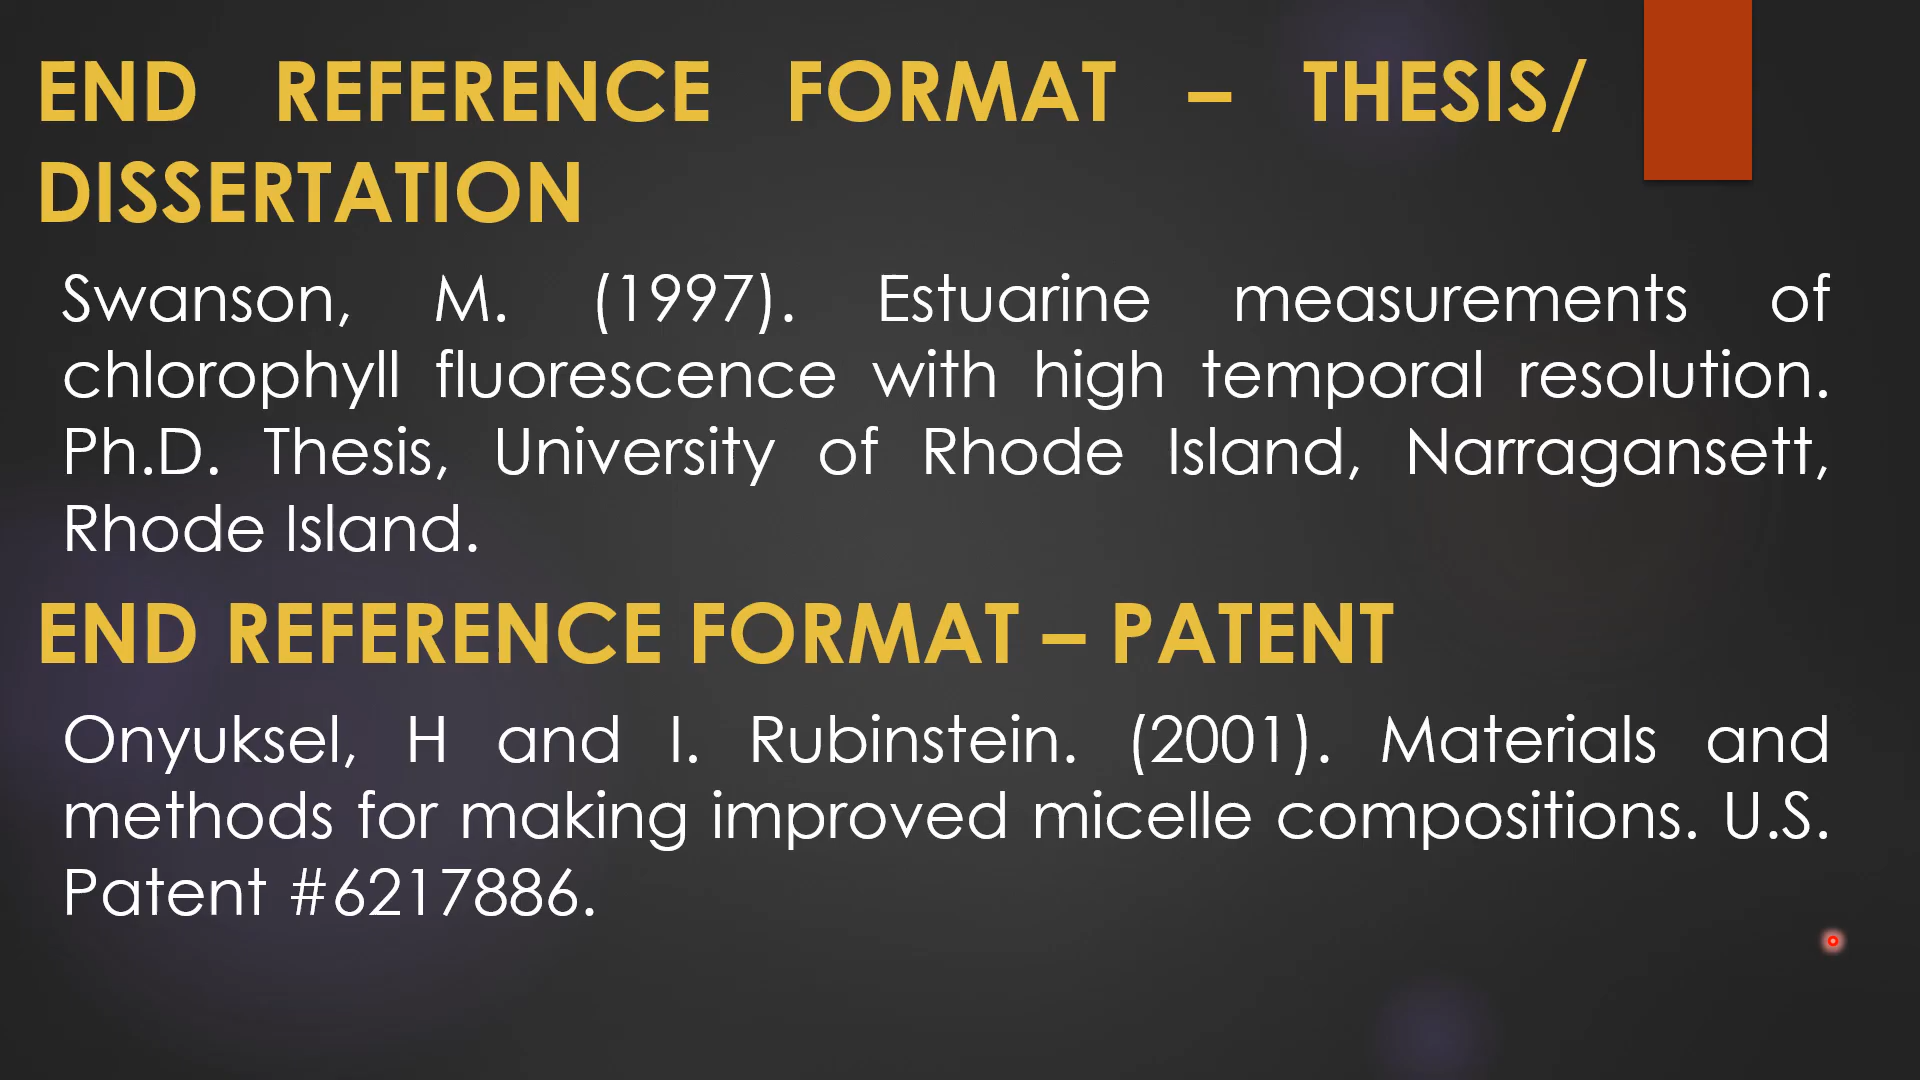 END REFERENCE FORMAT – THESIS/
DISSERTATION
Swanson, M. (1997). Estuarine measurements of
chlorophyll fluorescence with high temporal resolution.
Ph.D. Thesis, University of Rhode Island, Narragansett,
Rhode Island.
END REFERENCE FORMAT – PATENT
Onyuksel, H and I. Rubinstein. (2001). Materials and
methods for making improved micelle compositions. U.S.
Patent #6217886.